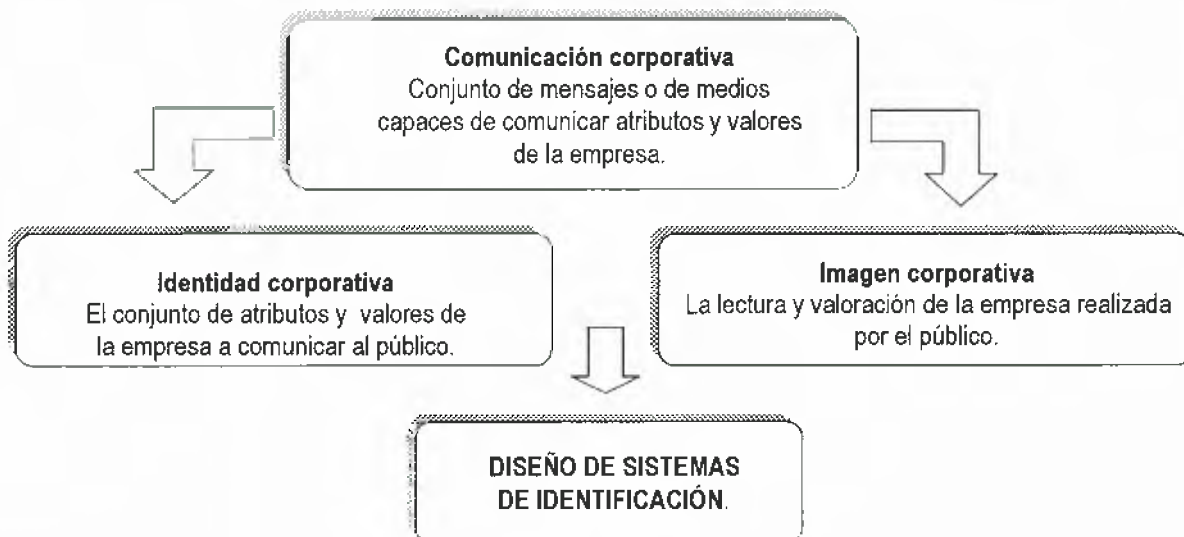 Comunicación corporativa
Conjunto de mensajes o de medios
capaces de comunicar atributos y valores
de la empresa.
Identidad corporativa
El conjunto de atributos y valores de
la empresa a comunicar al público.
Imagen corporativa
La lectura y valoración de la empresa realizada
por el público.
DISEÑO DE SISTEMAS
DE IDENTIFICACIÓN.